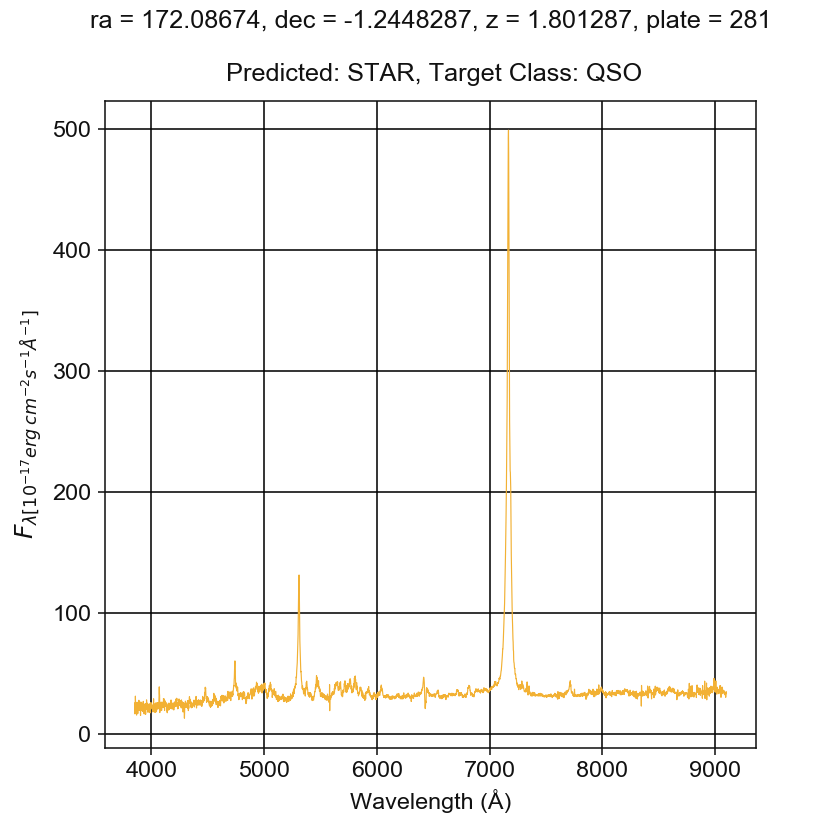 ra = 172.08674, dec = -1.2448287, z = 1.801287, plate = 281
Predicted: STAR, Target Class: QSO
500
400
300
200
100
0
F_{λ[10^{−17}erg cm^{−2}s^{−1}Å^{−1}]}
4000 5000 6000 7000 8000 9000
Wavelength (Å)